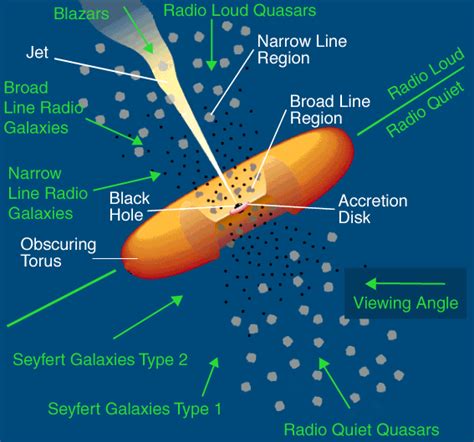 Blazars
Radio Loud Quasars
Jet
Narrow Line
Region
Radio Loud
Radio Quiet
Broad
Line Radio
Galaxies
Broad Line
Region
Narrow
Line Radio
Galaxies
Black
Hole
Accretion
Disk
Obscuring
Torus
Viewing Angle
Seyfert Galaxies Type 2
Seyfert Galaxies Type 1
Radio Quiet Quasars